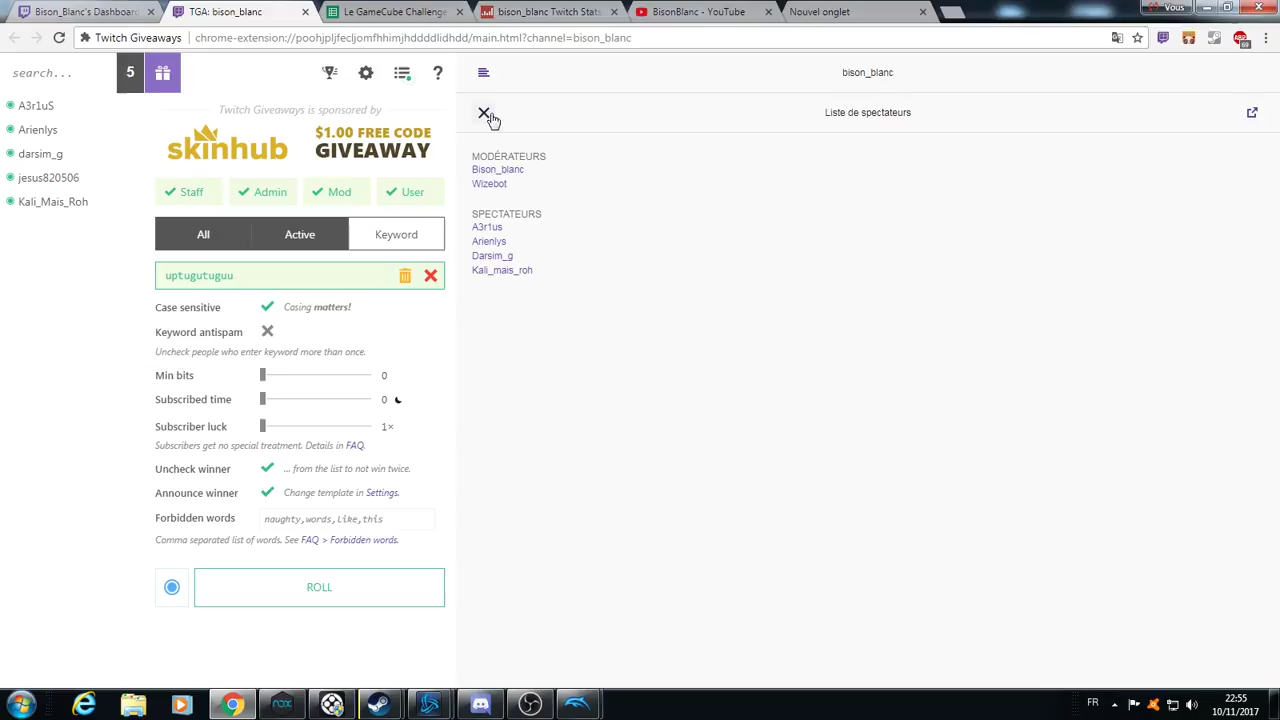 Bison_Blanc's Dashboard
TGA: bison_blanc
Le GameCube Challenge
bison_blanc Twitch Stats
BisonBlanc - YouTube
Nouvel onglet
Vous
Twitch Giveaways
chrome-extension://poohjpljfecljomfhhimjhddddlidhdd/main.html?channel=bison_blanc
search...
5
?
bison_blanc
A3r1uS
Arienlys
darsim_g
jesus820506
Kali_Mais_Roh
Twitch Giveaways is sponsored by
skinhub
$1.00 FREE CODE
GIVEAWAY
Staff
Admin
Mod
User
All
Active
Keyword
uptugutuguu
Case sensitive
Casing matters!
Keyword antispam
Uncheck people who enter keyword more than once.
Min bits
0
Subscribed time
0
Subscriber luck
1×
Subscribers get no special treatment. Details in FAQ.
Uncheck winner
... from the list to not win twice.
Announce winner
Change template in Settings.
Forbidden words
naughty,words,like,this
Comma separated list of words. See FAQ > Forbidden words.
ROLL
Liste de spectateurs
MODÉRATEURS
Bison_blanc
Wizebot
SPECTATEURS
A3r1us
Arienlys
Darsim_g
Kali_mais_roh
nox
FR
22:55
10/11/2017